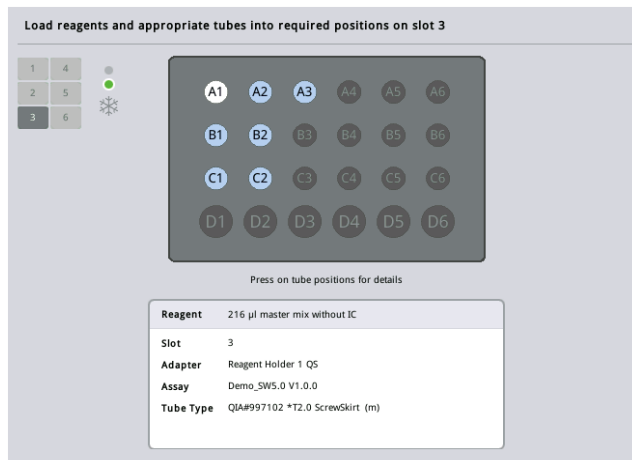 Load reagents and appropriate tubes into required positions on slot 3
1 4
2 5
3 6
A1 A2 A3 A4 A5 A6
B1 B2 B3 B4 B5 B6
C1 C2 C3 C4 C5 C6
D1 D2 D3 D4 D5 D6
Press on tube positions for details
Reagent 216 µl master mix without IC
Slot 3
Adapter Reagent Holder 1 QS
Assay Demo_SW5.0 V1.0.0
Tube Type QIA#997102 *T2.0 ScrewSkirt (m)